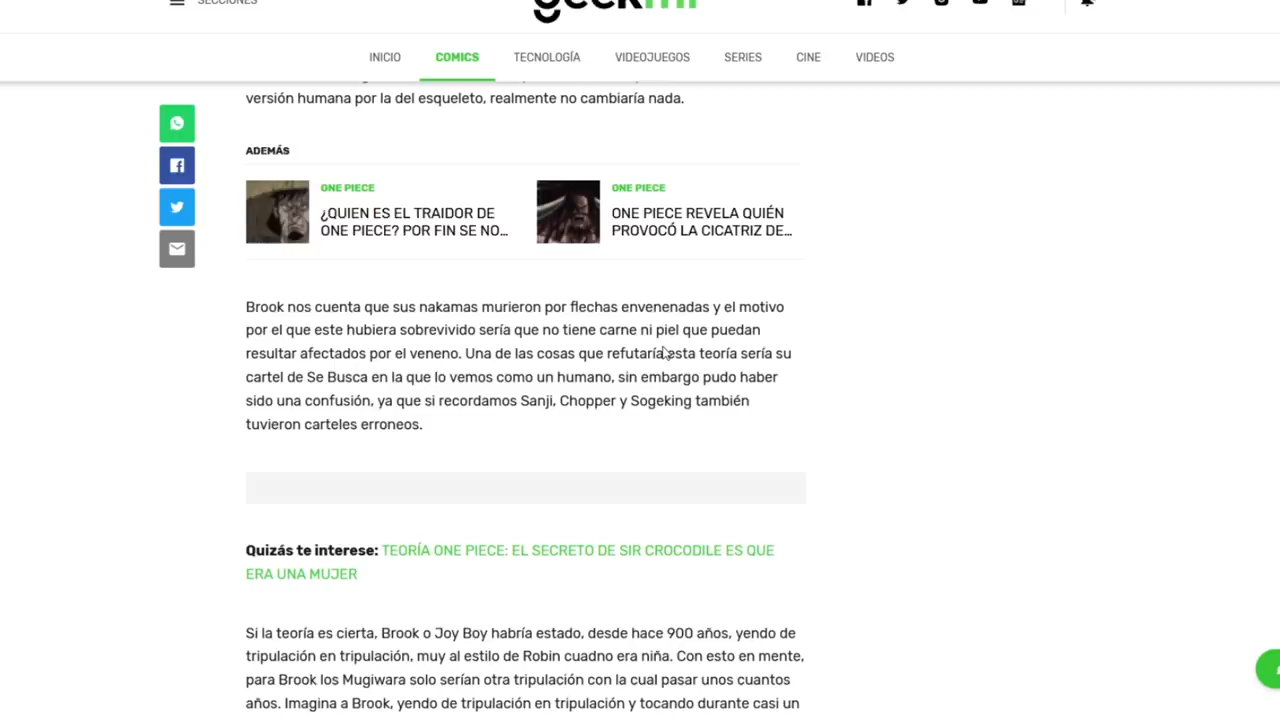 SECCIONES
INICIO
COMICS
TECNOLOGÍA
VIDEOJUEGOS
SERIES
CINE
VIDEOS
versión humana por la del esqueleto, realmente no cambiaría nada.
ADEMÁS
ONE PIECE
¿QUIEN ES EL TRAIDOR DE
ONE PIECE? POR FIN SE NO...
ONE PIECE
ONE PIECE REVELA QUIÉN
PROVOCÓ LA CICATRIZ DE...
Brook nos cuenta que sus nakamas murieron por flechas envenenadas y el motivo
por el que este hubiera sobrevivido sería que no tiene carne ni piel que puedan
resultar afectados por el veneno. Una de las cosas que refutaría esta teoría sería su
cartel de Se Busca en la que lo vemos como un humano, sin embargo pudo haber
sido una confusión, ya que si recordamos Sanji, Chopper y Sogeking también
tuvieron carteles erroneos.
Quizás te interese: TEORÍA ONE PIECE: EL SECRETO DE SIR CROCODILE ES QUE
ERA UNA MUJER
Si la teoría es cierta, Brook o Joy Boy habría estado, desde hace 900 años, yendo de
tripulación en tripulación, muy al estilo de Robin cuadno era niña. Con esto en mente,
para Brook los Mugiwara solo serían otra tripulación con la cual pasar unos cuantos
años. Imagina a Brook, yendo de tripulación en tripulación y tocando durante casi un